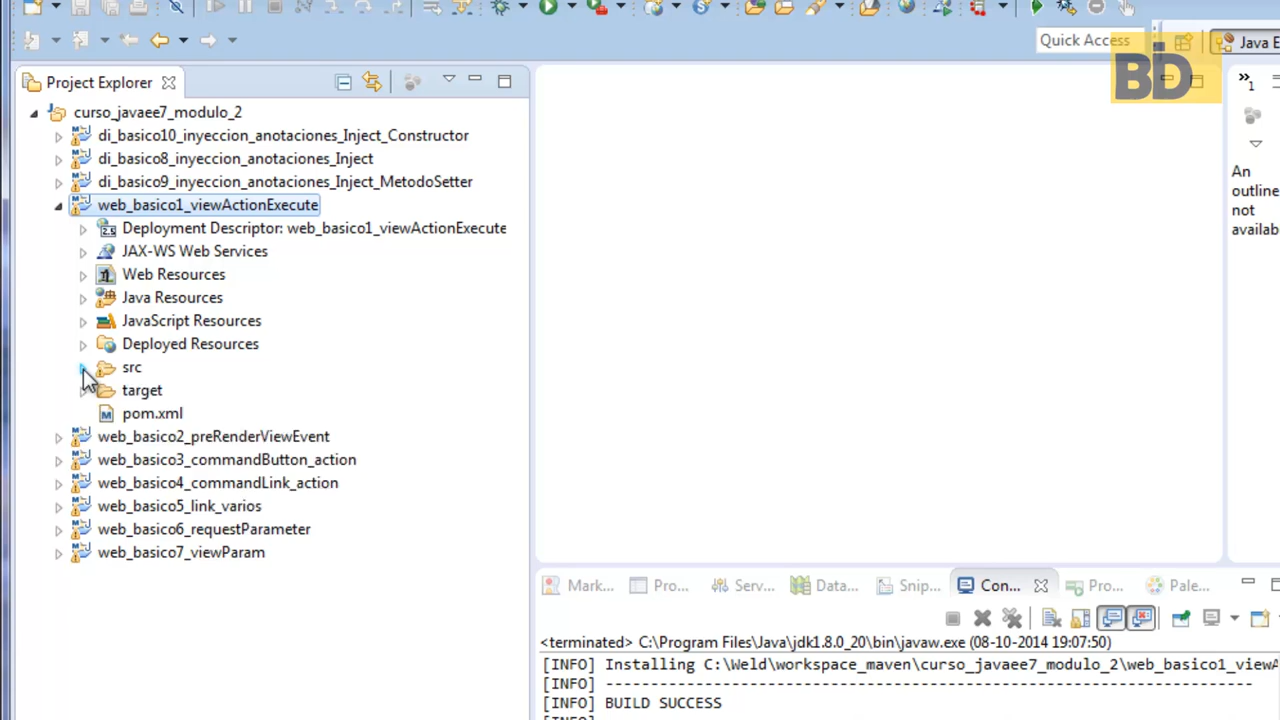 Quick Access
Java E
BD
Project Explorer
curso_javaee7_modulo_2
di_basico10_inyeccion_anotaciones_Inject_Constructor
di_basico8_inyeccion_anotaciones_Inject
di_basico9_inyeccion_anotaciones_Inject_MetodoSetter
web_basico1_viewActionExecute
Deployment Descriptor: web_basico1_viewActionExecute
JAX-WS Web Services
Web Resources
Java Resources
JavaScript Resources
Deployed Resources
src
target
pom.xml
web_basico2_preRenderViewEvent
web_basico3_commandButton_action
web_basico4_commandLink_action
web_basico5_link_varios
web_basico6_requestParameter
web_basico7_viewParam
»1
An
outline
not
availab
Mark... Pro... Serv... Data... Snip... Con... Pro... Pale...
<terminated> C:\Program Files\Java\jdk1.8.0_20\bin\javaw.exe (08-10-2014 19:07:50)
[INFO] Installing C:\Weld\workspace_maven\curso_javaee7_modulo_2\web_basico1_viewA
[INFO] ------------------------------------------------------------------------
[INFO] BUILD SUCCESS